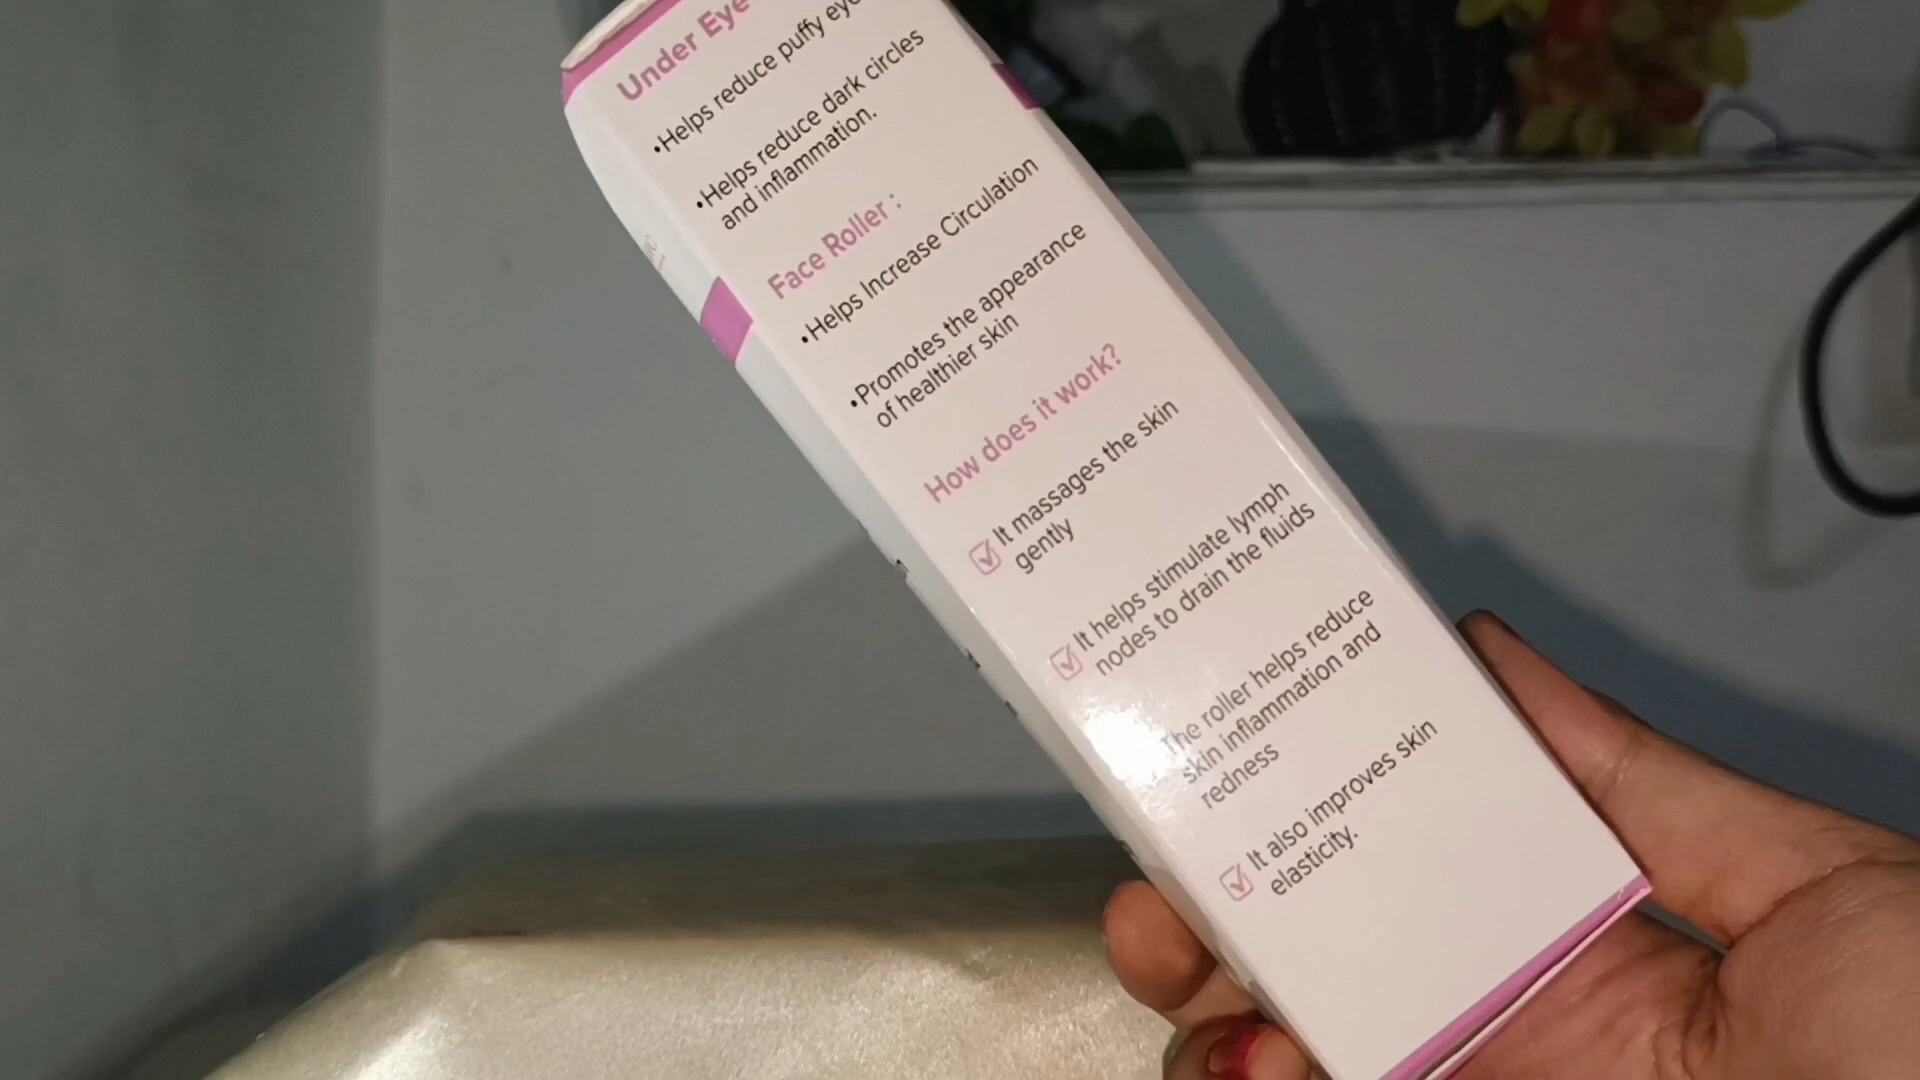 Under Eye
•Helps reduce puffy eye
•Helps reduce dark circles
and inflammation.
Face Roller :
•Helps Increase Circulation
•Promotes the appearance
of healthier skin
How does it work?
It massages the skin
gently
It helps stimulate lymph
nodes to drain the fluids
The roller helps reduce
skin inflammation and
redness
It also improves skin
elasticity.